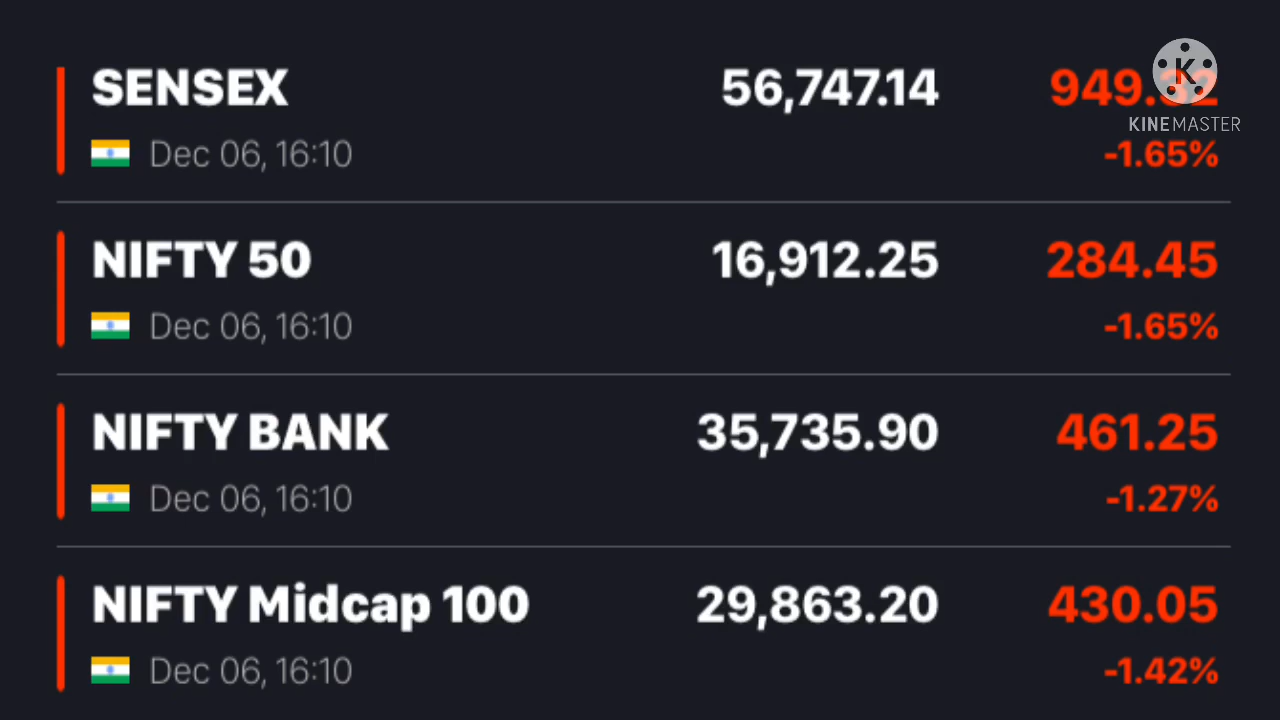 SENSEX 56,747.14
Dec 06, 16:10 -1.65%
NIFTY 50 16,912.25 284.45
Dec 06, 16:10 -1.65%
NIFTY BANK 35,735.90 461.25
Dec 06, 16:10 -1.27%
NIFTY Midcap 100 29,863.20 430.05
Dec 06, 16:10 -1.42%
K
KINEMASTER